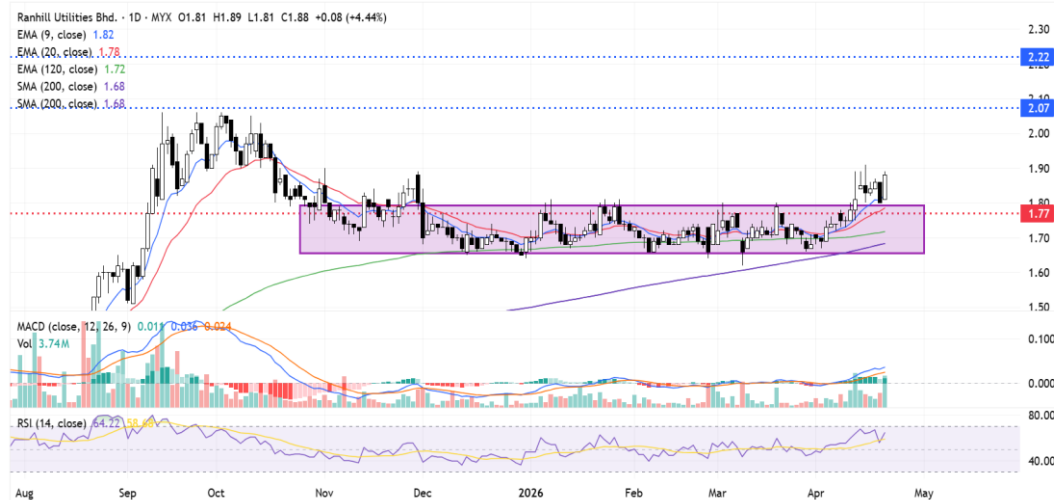 Ranhill Utilities Bhd. · 1D · MYX O1.81 H1.89 L1.81 C1.88 +0.08 (+4.44%)
EMA (9, close) 1.82
EMA (20, close) 1.78
EMA (120, close) 1.72
SMA (200, close) 1.68
SMA (200, close) 1.68
2.30
2.22
2.20
2.10
2.07
2.00
1.90
1.80
1.77
1.70
1.60
1.50
MACD (close, 12, 26, 9) 0.011 0.036 0.024
Vol 3.74M
0.100
0.000
RSI (14, close) 64.22
80.00
40.00
Aug Sep Oct Nov Dec 2026 Feb Mar Apr May